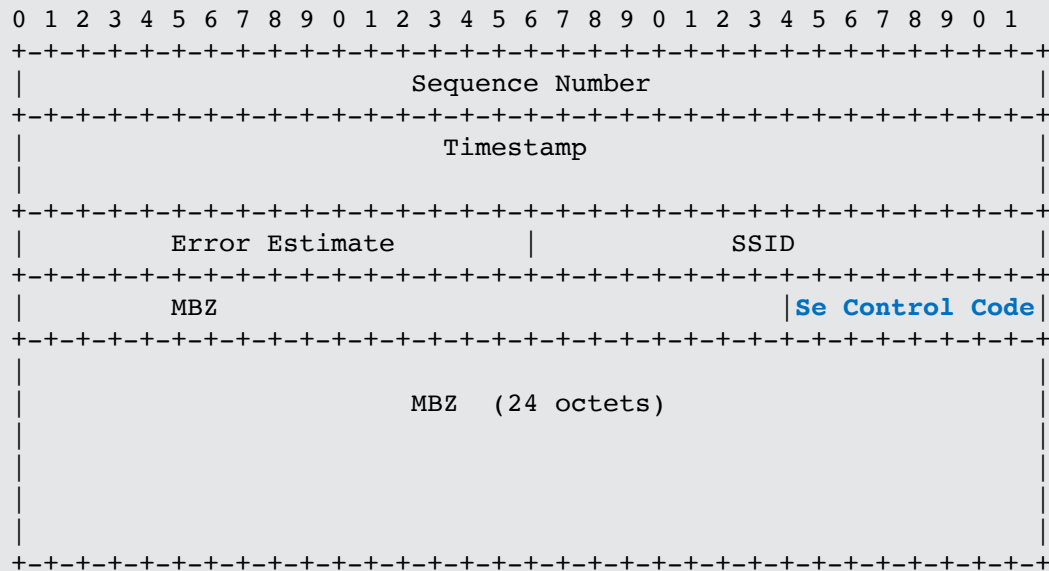 0 1 2 3 4 5 6 7 8 9 0 1 2 3 4 5 6 7 8 9 0 1 2 3 4 5 6 7 8 9 0 1
+-+-+-+-+-+-+-+-+-+-+-+-+-+-+-+-+-+-+-+-+-+-+-+-+-+-+-+-+-+-+-+-+
|                        Sequence Number                        |
+-+-+-+-+-+-+-+-+-+-+-+-+-+-+-+-+-+-+-+-+-+-+-+-+-+-+-+-+-+-+-+-+
|                          Timestamp                            |
|                                                               |
+-+-+-+-+-+-+-+-+-+-+-+-+-+-+-+-+-+-+-+-+-+-+-+-+-+-+-+-+-+-+-+-+
|         Error Estimate        |            SSID               |
+-+-+-+-+-+-+-+-+-+-+-+-+-+-+-+-+-+-+-+-+-+-+-+-+-+-+-+-+-+-+-+-+
|         MBZ                                   |Se Control Code|
+-+-+-+-+-+-+-+-+-+-+-+-+-+-+-+-+-+-+-+-+-+-+-+-+-+-+-+-+-+-+-+-+
|                                                               |
|                        MBZ  (24 octets)                       |
|                                                               |
|                                                               |
|                                                               |
|                                                               |
+-+-+-+-+-+-+-+-+-+-+-+-+-+-+-+-+-+-+-+-+-+-+-+-+-+-+-+-+-+-+-+-+